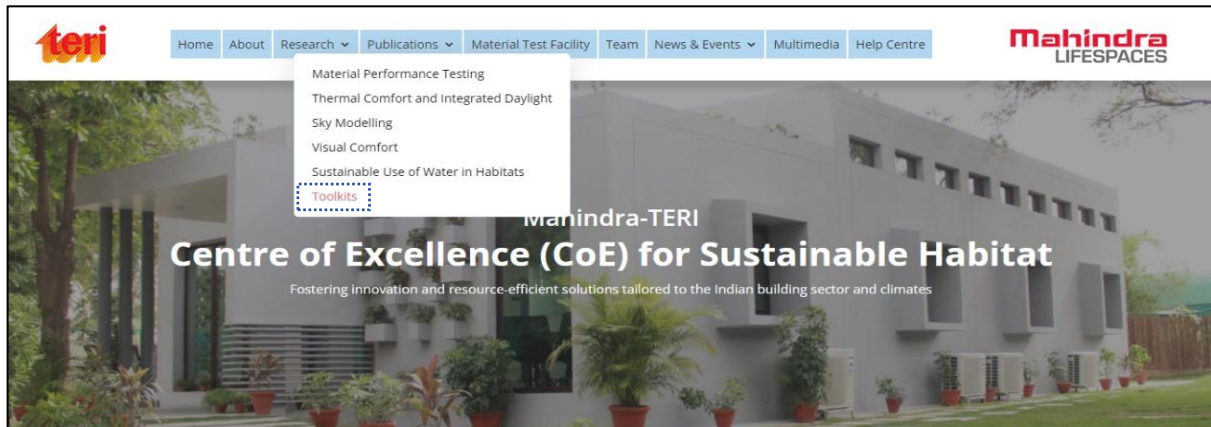 teri
Home About Research Publications Material Test Facility Team News & Events Multimedia Help Centre
Mahindra
LIFESPACES
Material Performance Testing
Thermal Comfort and Integrated Daylight
Sky Modelling
Visual Comfort
Sustainable Use of Water in Habitats
Toolkits
Mahindra-TERI
Centre of Excellence (CoE) for Sustainable Habitat
Fostering innovation and resource-efficient solutions tailored to the Indian building sector and climates